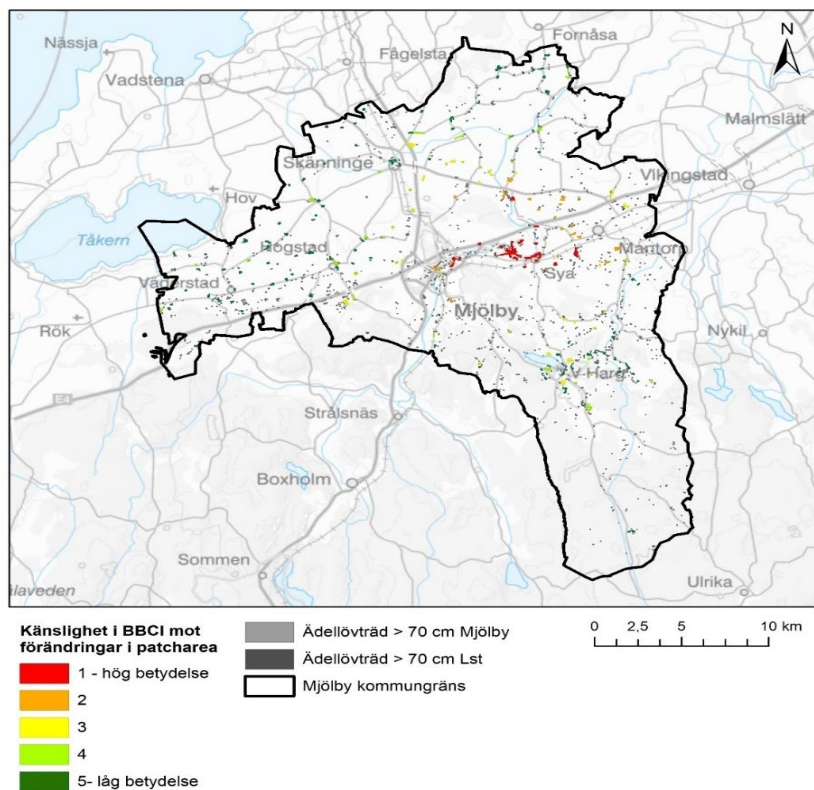 Fornåsa
Nässja
Fågelsta
N
Vadstena
Malmslätt
Skänninge
Vikingstad
Hov
Tåkern
Högstad
Mantorp
Sya
Väderstad
Mjölby
Rök
Nykil
V Harg
E4
Strålsnäs
Boxholm
Sommen
Ulrika
Känslighet i BBCI mot
förändringar i patcharea
1 - hög betydelse
2
3
4
5- låg betydelse
Ädellövträd > 70 cm Mjölby
Ädellövträd > 70 cm Lst
Mjölby kommungräns
0 2,5 5 10 km